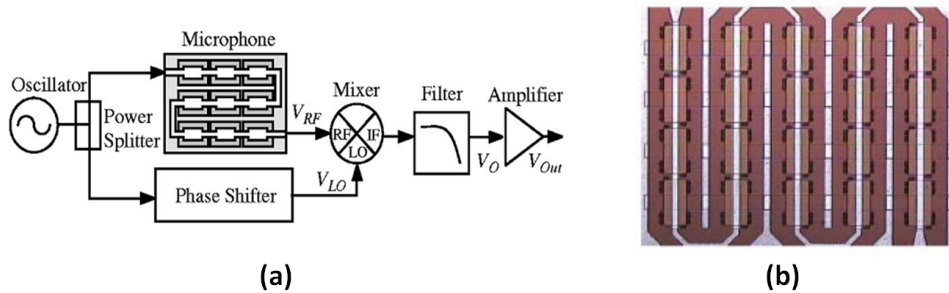 Microphone
Oscillator
Power
Splitter
V_RF
Mixer
RF
IF
LO
Filter
Amplifier
V_O
V_Out
V_LO
Phase Shifter
(a)
(b)